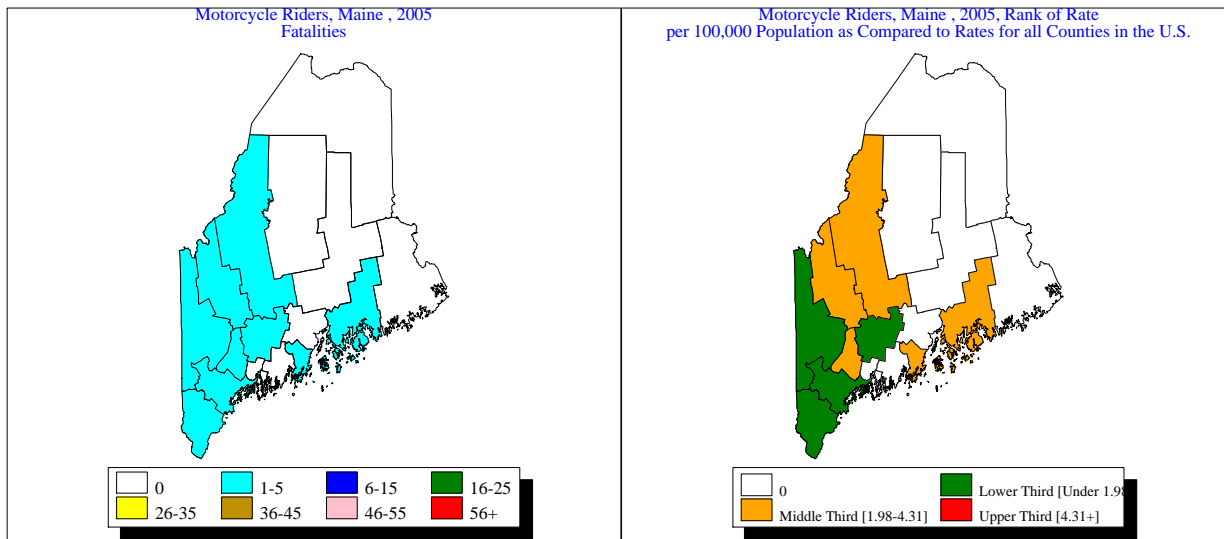 Motorcycle Riders, Maine , 2005
Fatalities
0 1-5 6-15 16-25
26-35 36-45 46-55 56+
Motorcycle Riders, Maine , 2005, Rank of Rate
per 100,000 Population as Compared to Rates for all Counties in the U.S.
0 Lower Third [Under 1.98
Middle Third [1.98-4.31] Upper Third [4.31+]